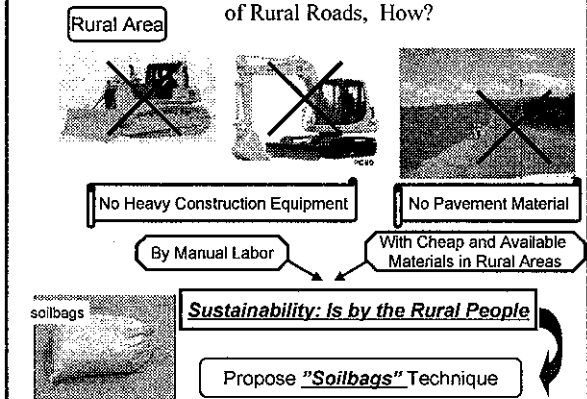 of Rural Roads, How?
Rural Area
No Heavy Construction Equipment
No Pavement Material
By Manual Labor
With Cheap and Available
Materials in Rural Areas
soilbags
Sustainability: Is by the Rural People
Propose "Soilbags" Technique